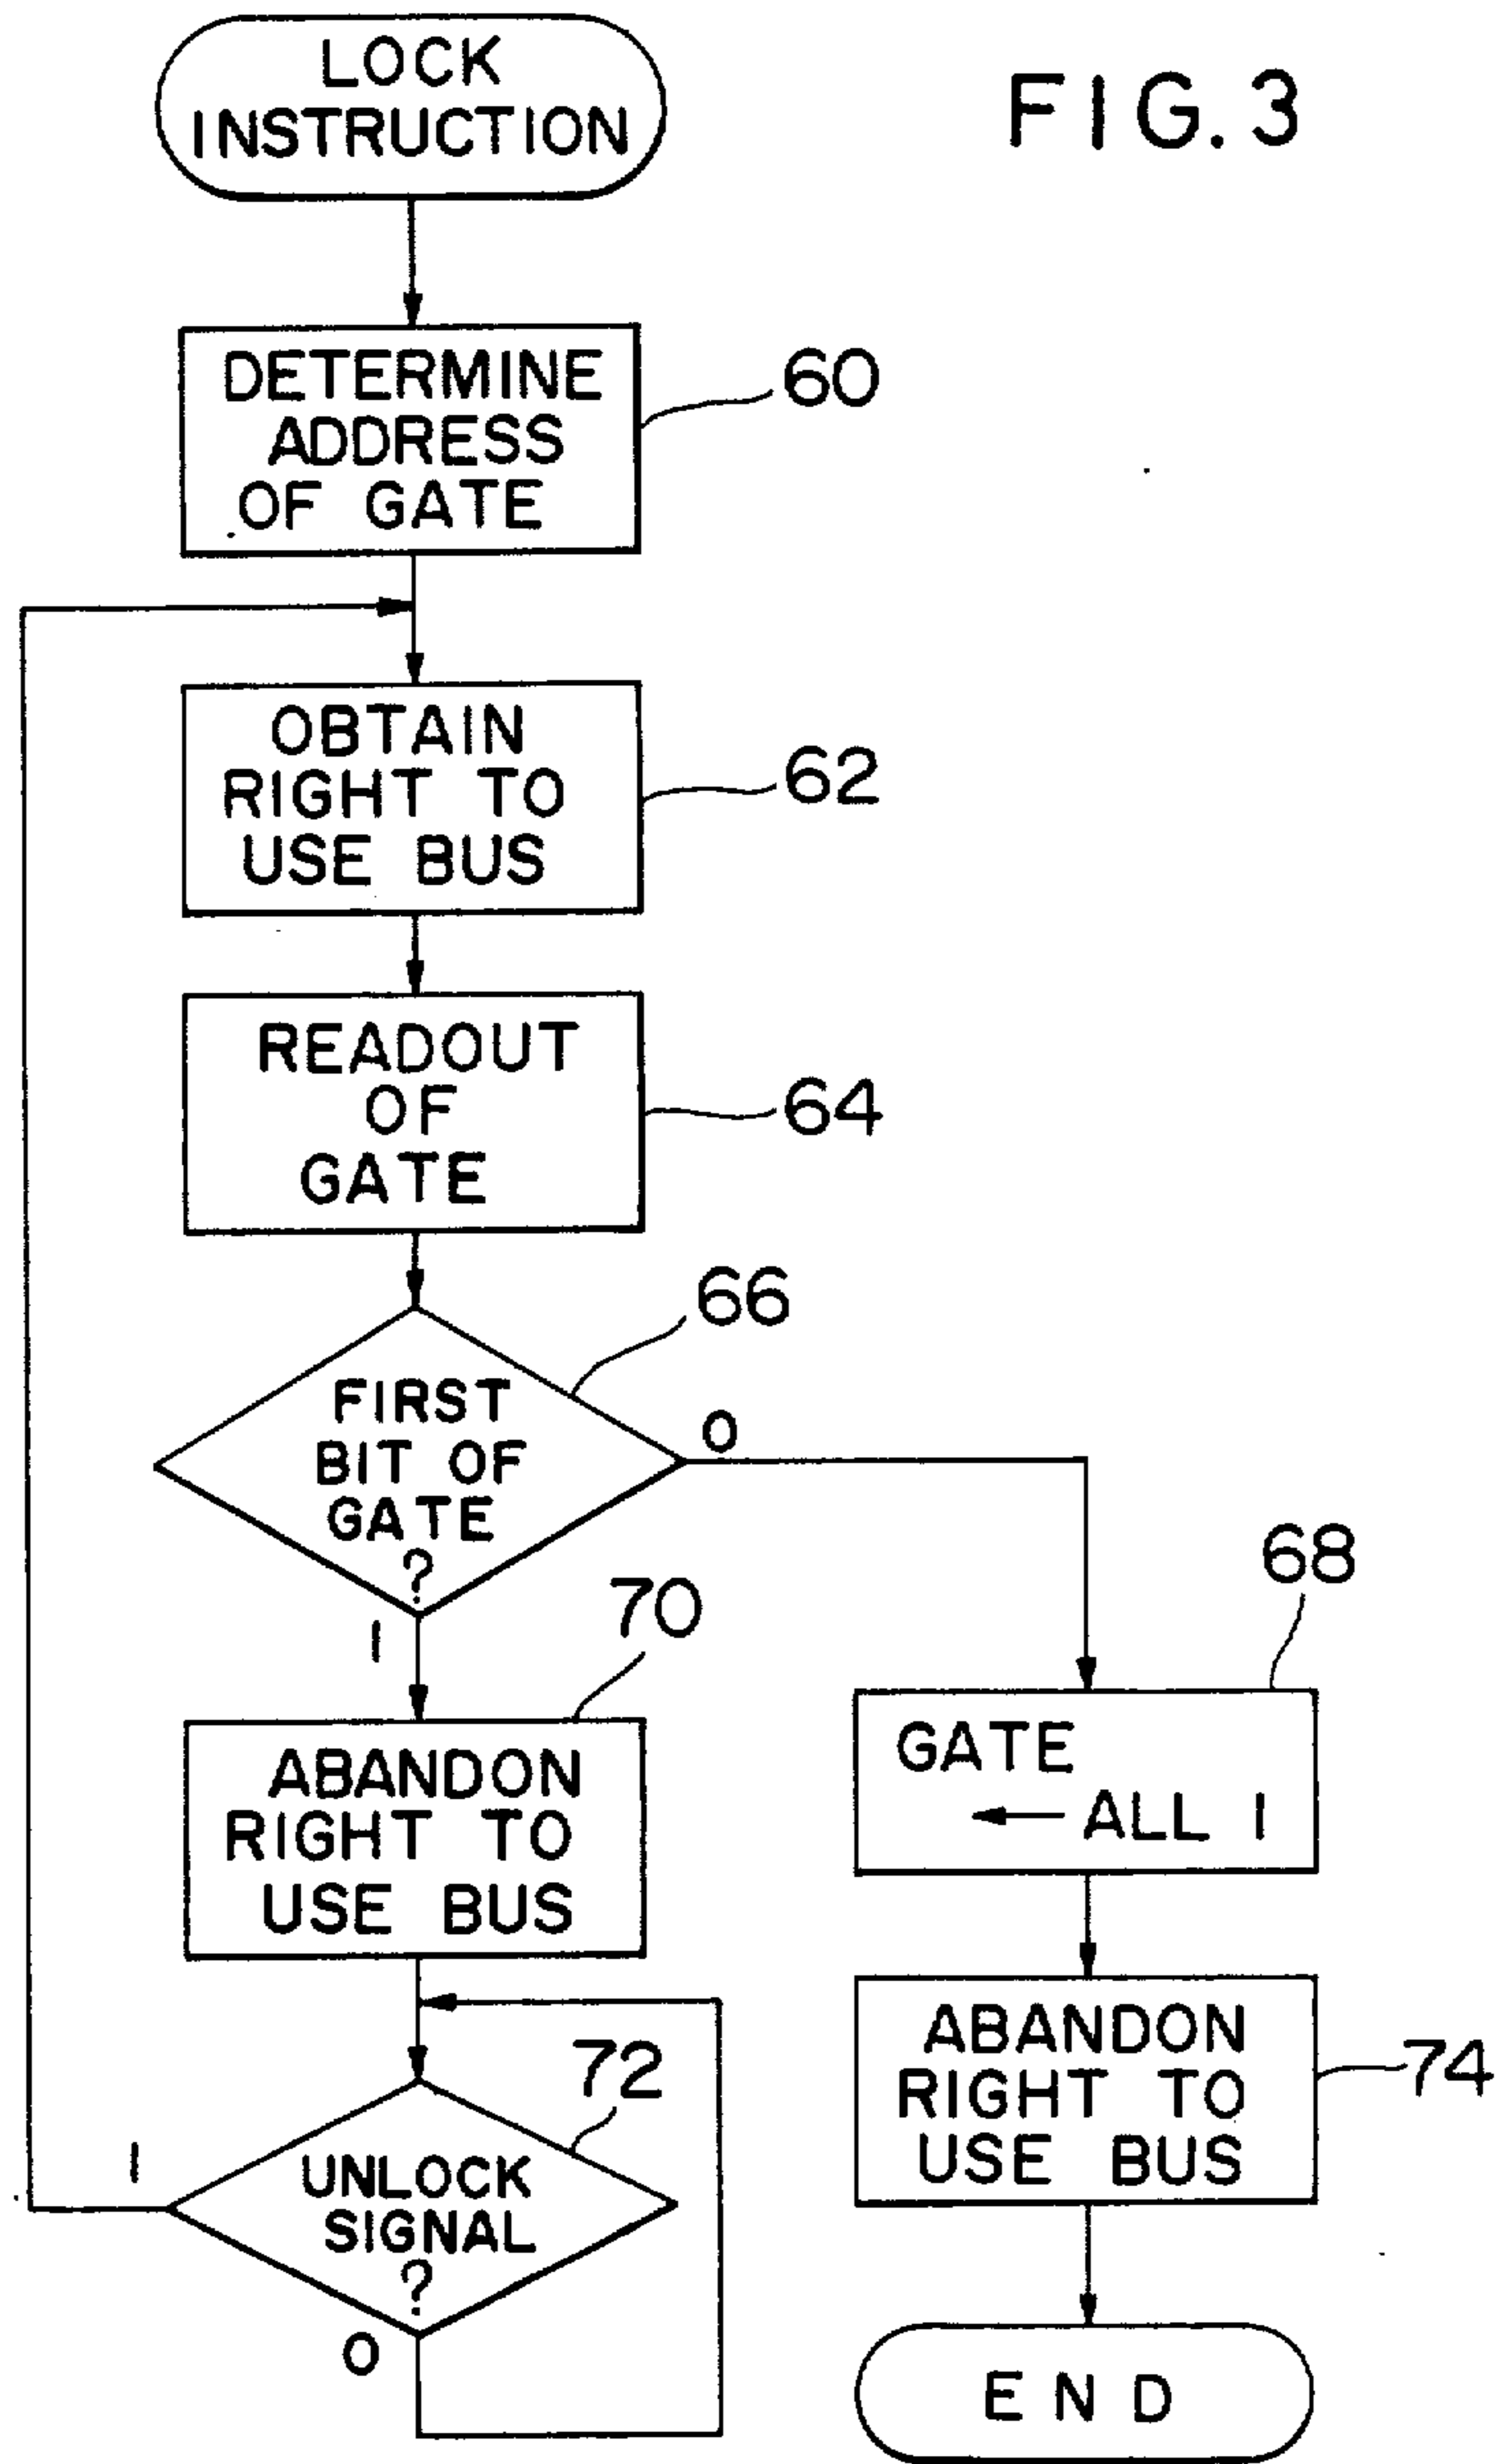 LOCK
INSTRUCTION
FIG. 3
DETERMINE
ADDRESS
OF GATE
60
OBTAIN
RIGHT TO
USE BUS
62
READOUT
OF
GATE
64
66
FIRST
BIT OF
GATE
?
0
1
70
68
ABANDON
RIGHT TO
USE BUS
GATE
← ALL 1
72
UNLOCK
SIGNAL
?
1
0
ABANDON
RIGHT TO
USE BUS
74
END